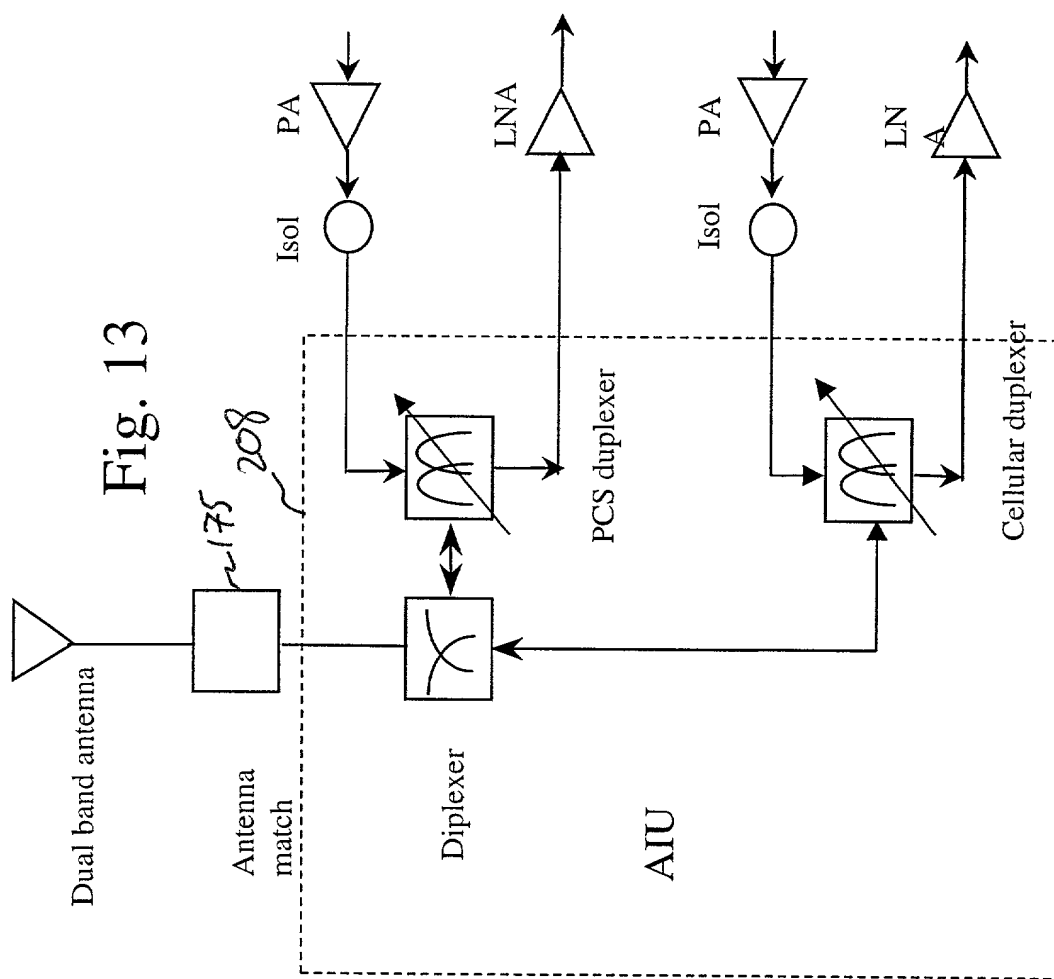 Fig. 13
Dual band antenna
Antenna
match
~175
208
Diplexer
AIU
PCS duplexer
Cellular duplexer
Isol
PA
LNA
Isol
PA
LN
A